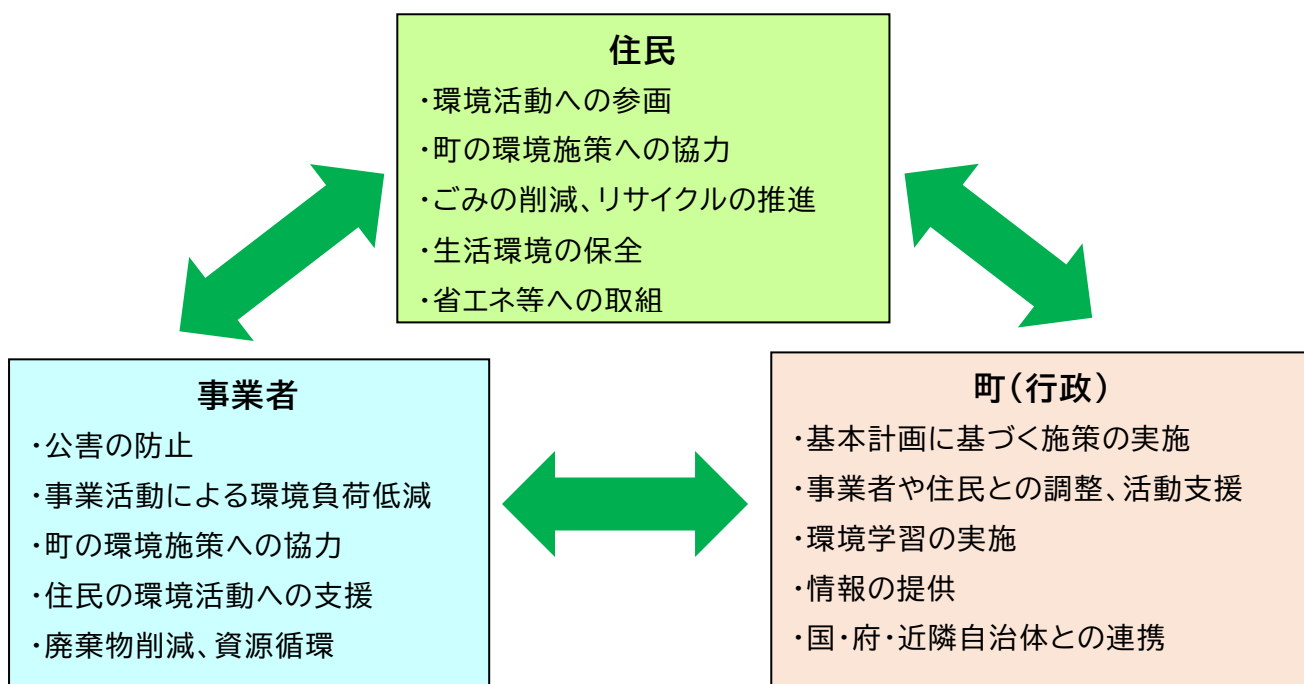 住民
・環境活動への参画
・町の環境施策への協力
・ごみの削減、リサイクルの推進
・生活環境の保全
・省エネ等への取組
事業者
・公害の防止
・事業活動による環境負荷低減
・町の環境施策への協力
・住民の環境活動への支援
・廃棄物削減、資源循環
町(行政)
・基本計画に基づく施策の実施
・事業者や住民との調整、活動支援
・環境学習の実施
・情報の提供
・国・府・近隣自治体との連携